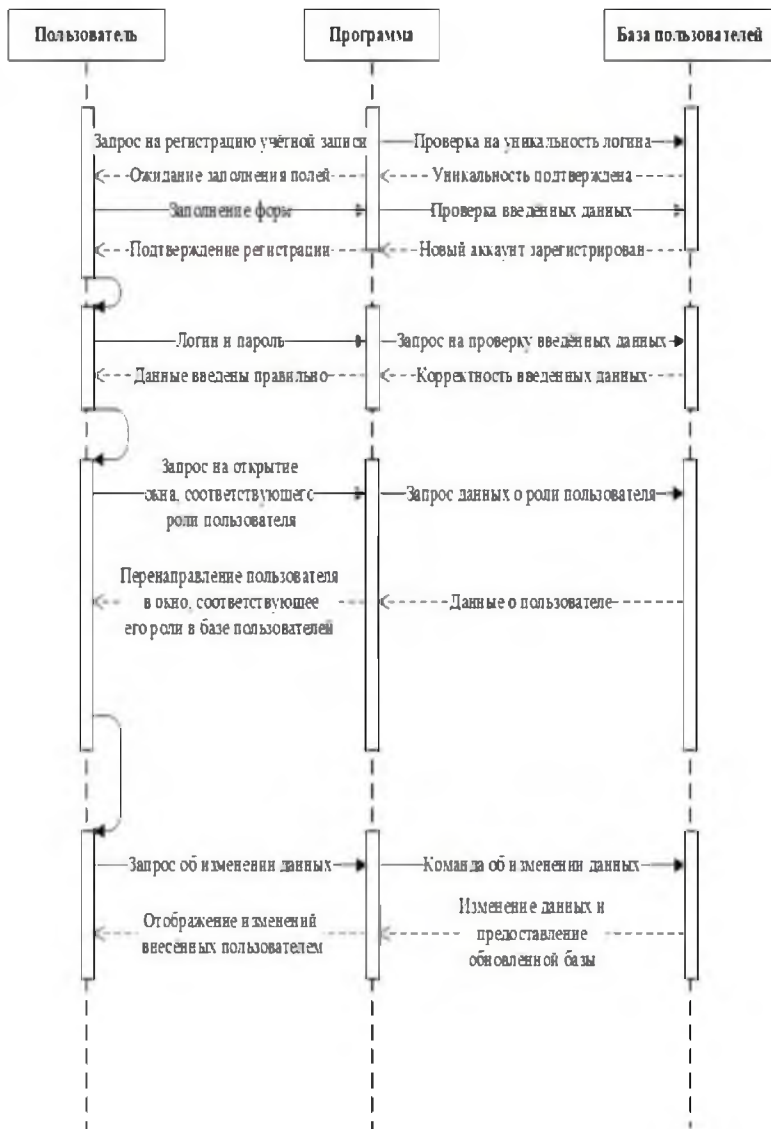 Пользователь
Программа
База пользователей
Запрос на регистрацию учётной записи
Проверка на уникальность логина
Ожидание заполнения полей
Уникальность подтверждена
Заполнение форм
Проверка введённых данных
Подтверждение регистрации
Новый аккаунт зарегистрирован
Логин и пароль
Запрос на проверку введённых данных
Данные введены правильно
Корректность введенных данных
Запрос на открытие
окна, соответствующего
роли пользователя
Запрос данных о роли пользователя
Перенаправление пользователя
в окно, соответствующее
его роли в базе пользователей
Данные о пользователе
Запрос об изменении данных
Команда об изменении данных
Отображение изменений
внесенных пользователем
Изменение данных и
предоставление
обновленной базы